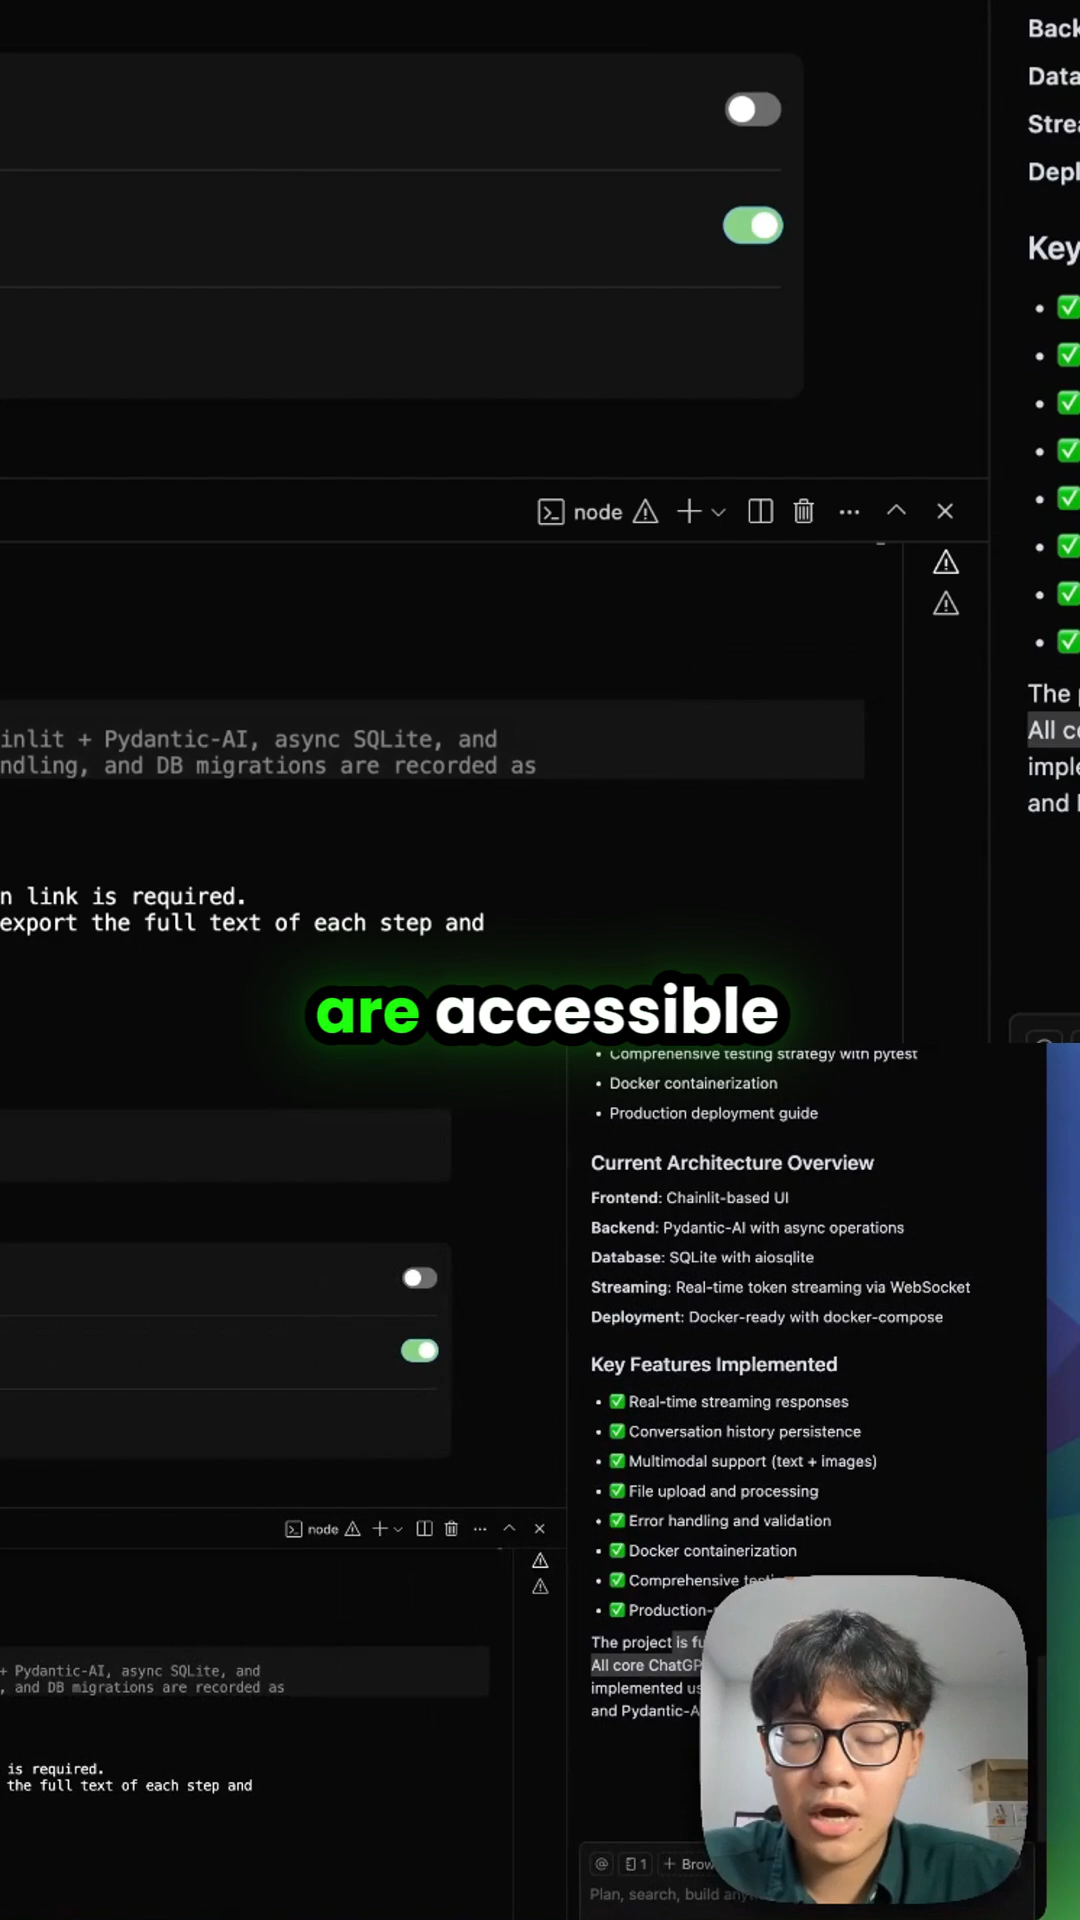 Back
Data
Strea
Depl
Key
node
inlit + Pydantic-AI, async SQLite, and
ndling, and DB migrations are recorded as
The
All co
imple
and
n link is required.
export the full text of each step and
are accessible
Comprehensive testing strategy with pytest
Docker containerization
Production deployment guide
Current Architecture Overview
Frontend: Chainlit-based UI
Backend: Pydantic-AI with async operations
Database: SQLite with aiosqlite
Streaming: Real-time token streaming via WebSocket
Deployment: Docker-ready with docker-compose
Key Features Implemented
✅ Real-time streaming responses
✅ Conversation history persistence
✅ Multimodal support (text + images)
✅ File upload and processing
✅ Error handling and validation
✅ Docker containerization
✅ Comprehensive
✅ Production-
The project is fu
All core ChatGP
implemented us
and Pydantic-A
node
+ Pydantic-AI, async SQLite, and
, and DB migrations are recorded as
is required.
the full text of each step and
@ 1 + Brow
Plan, search, build